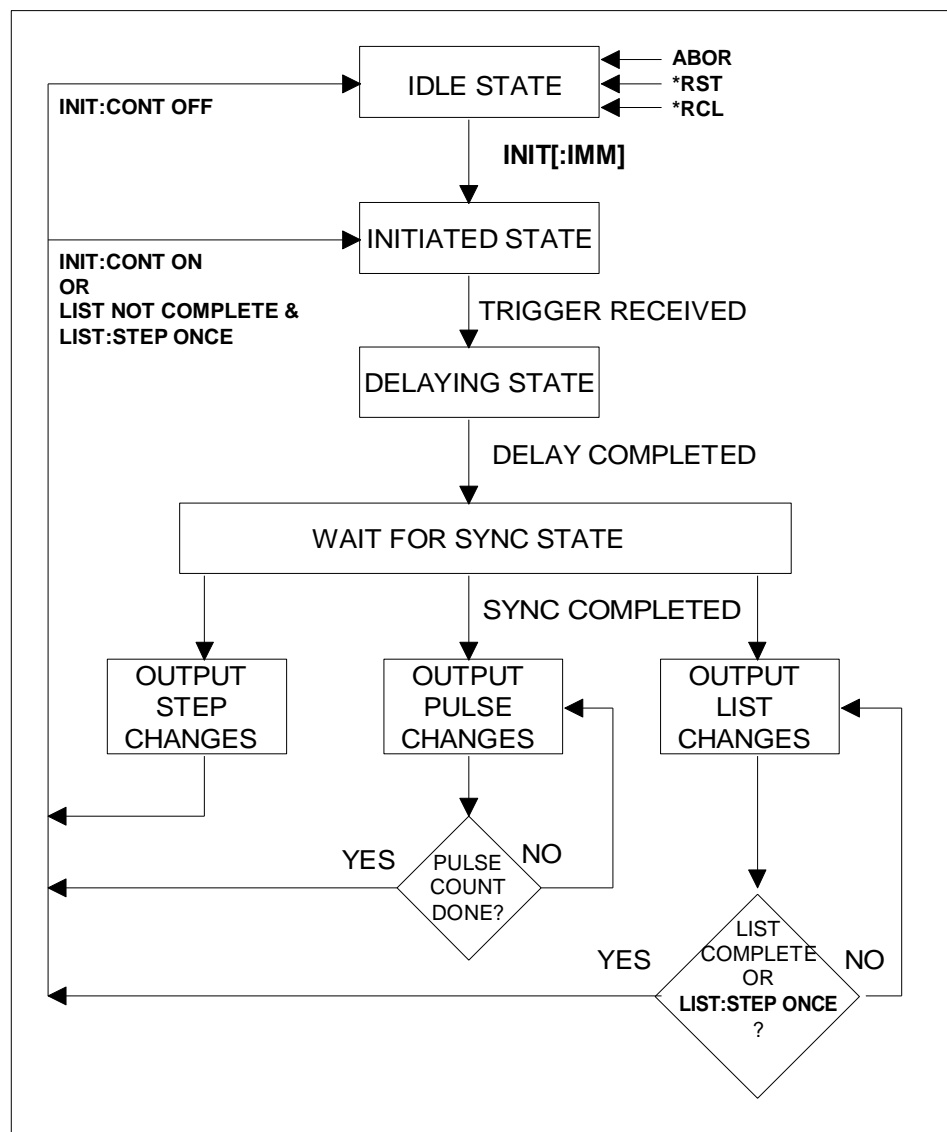 IDLE STATE
ABOR
*RST
*RCL
INIT:CONT OFF
INIT[:IMM]
INITIATED STATE
INIT:CONT ON
OR
LIST NOT COMPLETE &
LIST:STEP ONCE
TRIGGER RECEIVED
DELAYING STATE
DELAY COMPLETED
WAIT FOR SYNC STATE
SYNC COMPLETED
OUTPUT
STEP
CHANGES
OUTPUT
PULSE
CHANGES
OUTPUT
LIST
CHANGES
YES
NO
PULSE
COUNT
DONE?
YES
NO
LIST
COMPLETE
OR
LIST:STEP ONCE
?